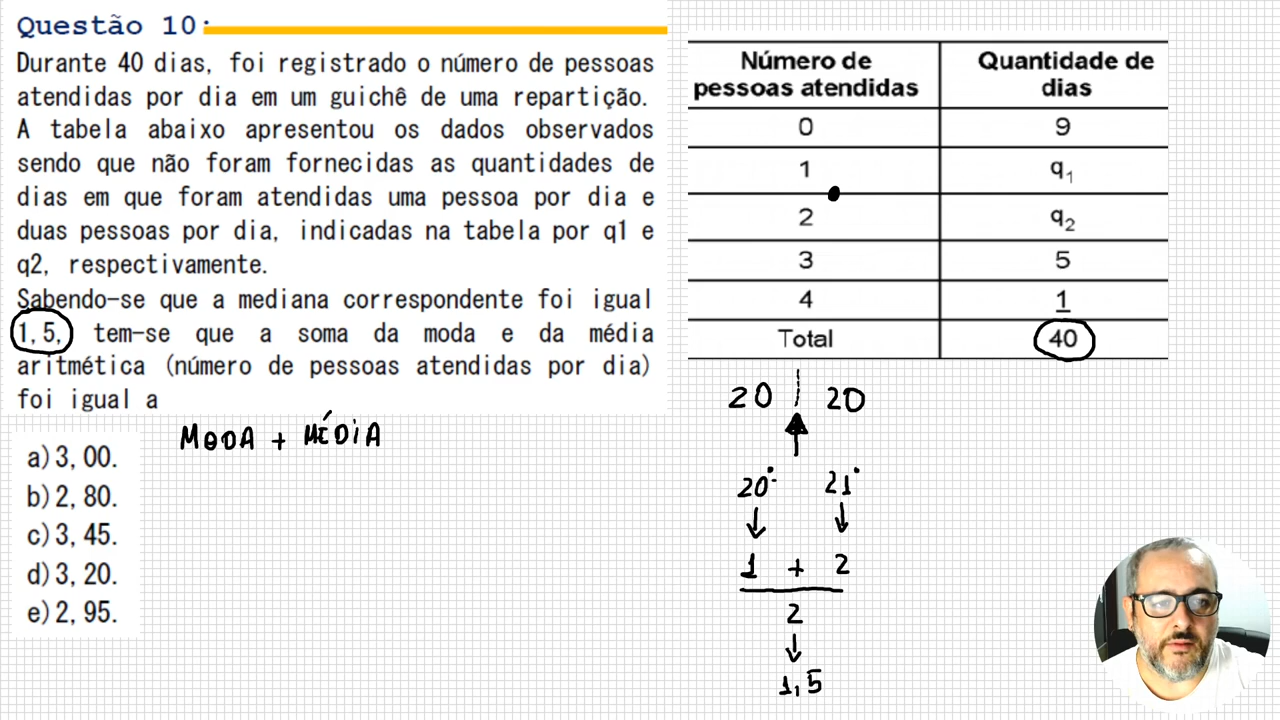 Questão 10:
Durante 40 dias, foi registrado o número de pessoas
atendidas por dia em um guichê de uma repartição.
A tabela abaixo apresentou os dados observados
sendo que não foram fornecidas as quantidades de
dias em que foram atendidas uma pessoa por dia e
duas pessoas por dia, indicadas na tabela por q1 e
q2, respectivamente.
Sabendo-se que a mediana correspondente foi igual
1,5, tem-se que a soma da moda e da média
aritmética (número de pessoas atendidas por dia)
foi igual a
a) 3,00.
b) 2,80.
c) 3,45.
d) 3,20.
e) 2,95.
MODA + MÉDIA
Número de pessoas atendidas Quantidade de dias
0 9
1 q₁
2 q₂
3 5
4 1
Total 40
20 20
20º 21º
1 + 2
2
1,5